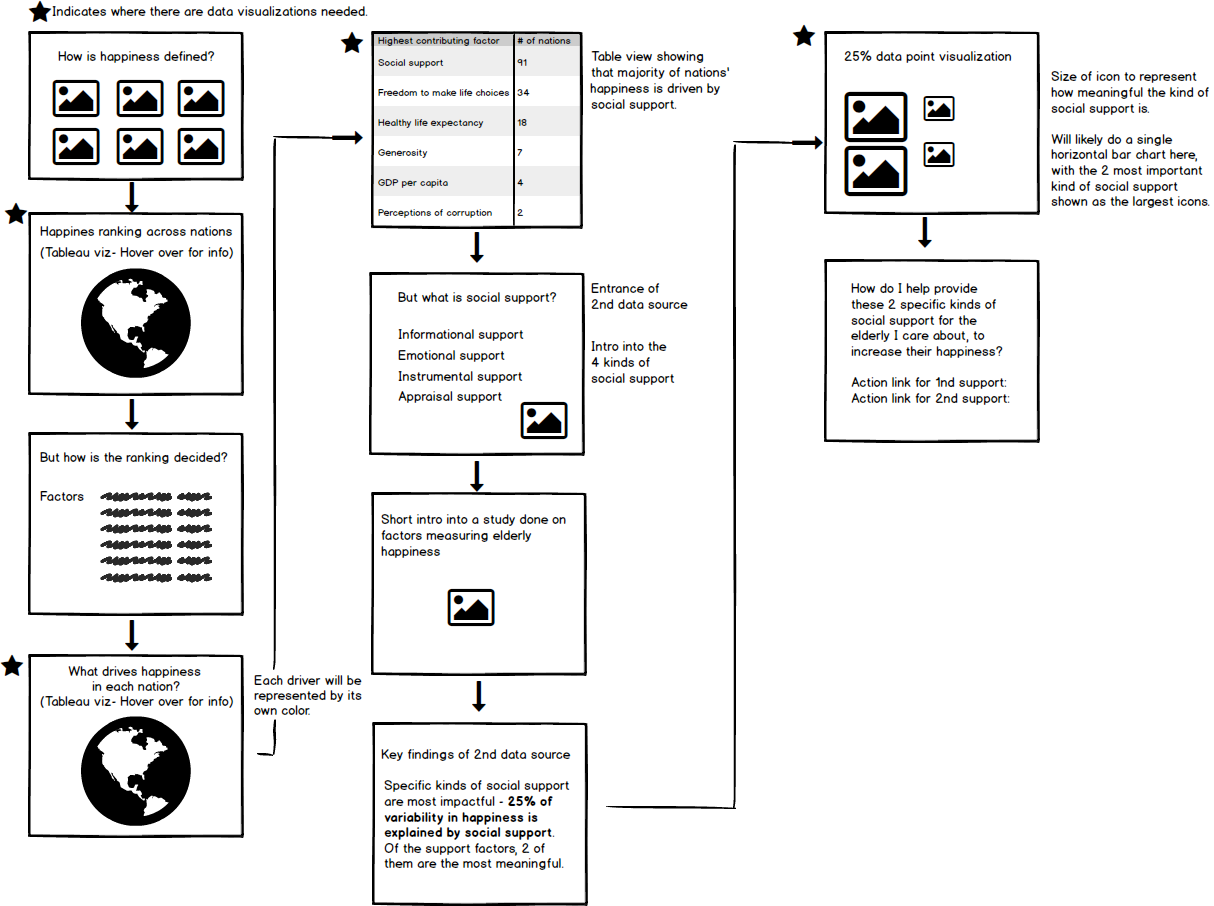 Indicates where there are data visualizations needed.
How is happiness defined?
Happines ranking across nations
(Tableau viz- Hover over for info)
But how is the ranking decided?
Factors
What drives happiness
in each nation?
(Tableau viz- Hover over for info)
Each driver will be
represented by its
own color.
Highest contributing factor # of nations
Social support 91
Freedom to make life choices 34
Healthy life expectancy 18
Generosity 7
GDP per capita 4
Perceptions of corruption 2
Table view showing
that majority of nations'
happiness is driven by
social support.
But what is social support?
Informational support
Emotional support
Instrumental support
Appraisal support
Entrance of
2nd data source
Intro into the
4 kinds of
social support
Short intro into a study done on
factors measuring elderly
happiness
Key findings of 2nd data source
Specific kinds of social support
are most impactful - 25% of
variability in happiness is
explained by social support.
Of the support factors, 2 of
them are the most meaningful.
25% data point visualization
Size of icon to represent
how meaningful the kind of
social support is.
Will likely do a single
horizontal bar chart here,
with the 2 most important
kind of social support
shown as the largest icons.
How do I help provide
these 2 specific kinds of
social support for the
elderly I care about, to
increase their happiness?
Action link for 1nd support:
Action link for 2nd support: